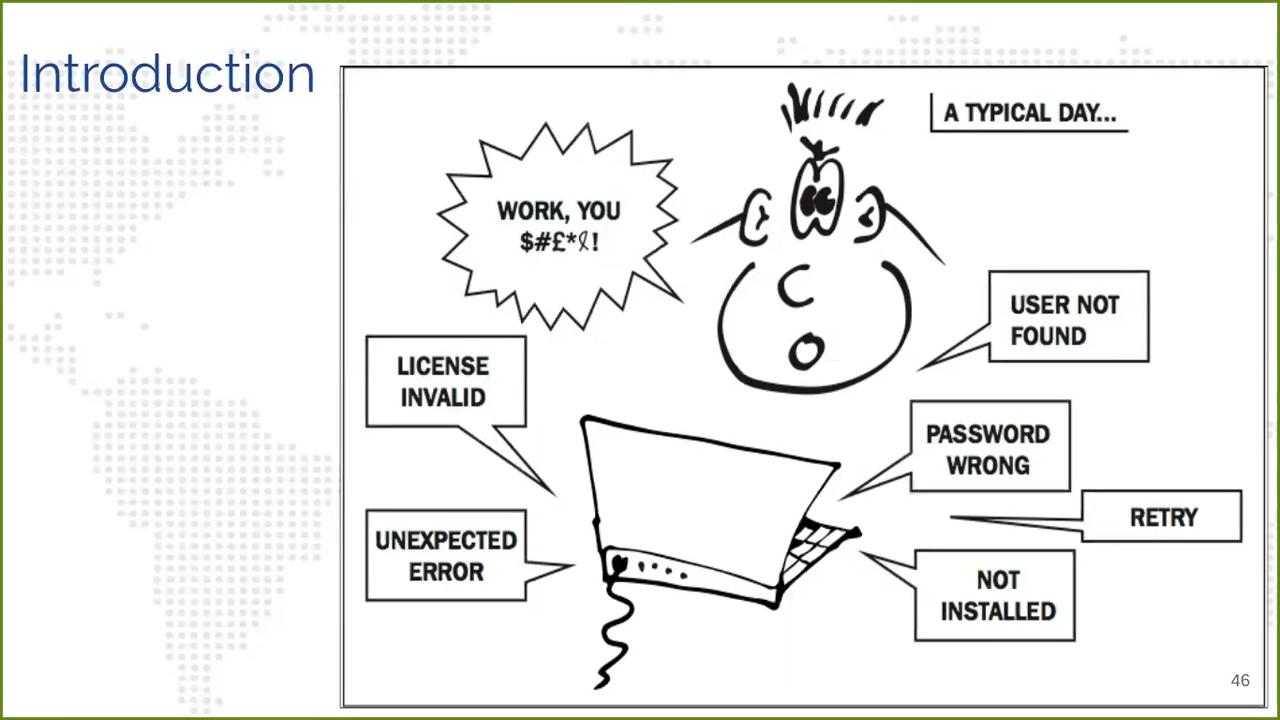 Introduction
A TYPICAL DAY...
WORK, YOU
$#£*&!
USER NOT
FOUND
LICENSE
INVALID
PASSWORD
WRONG
RETRY
UNEXPECTED
ERROR
NOT
INSTALLED
46